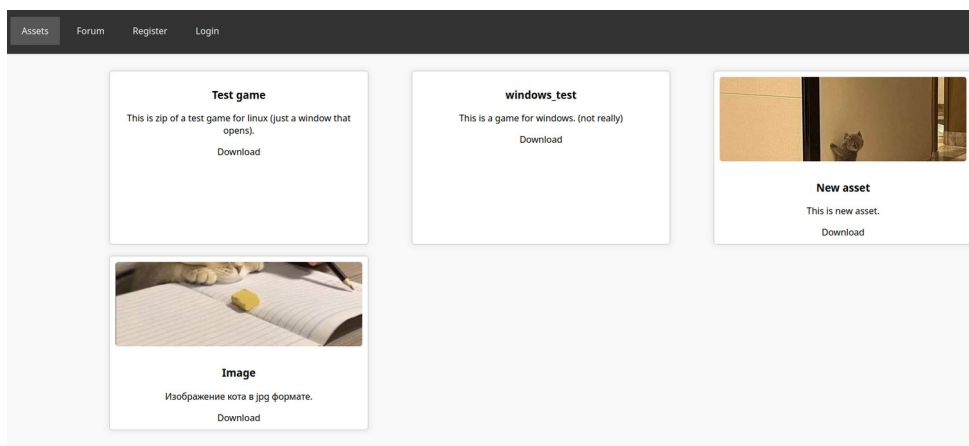 Assets Forum Register Login
Test game
This is zip of a test game for linux (just a window that
opens).
Download
windows_test
This is a game for windows. (not really)
Download
New asset
This is new asset.
Download
Image
Изображение кота в jpg формате.
Download